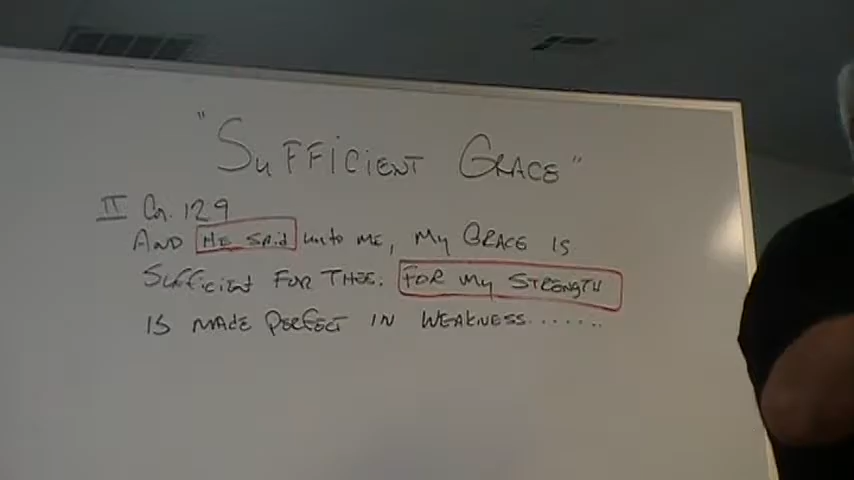 "Sufficient Grace"
II Cor. 12 9
And He said unto me, my Grace is
Sufficient for thee. For my Strength
is made perfect in weakness.......